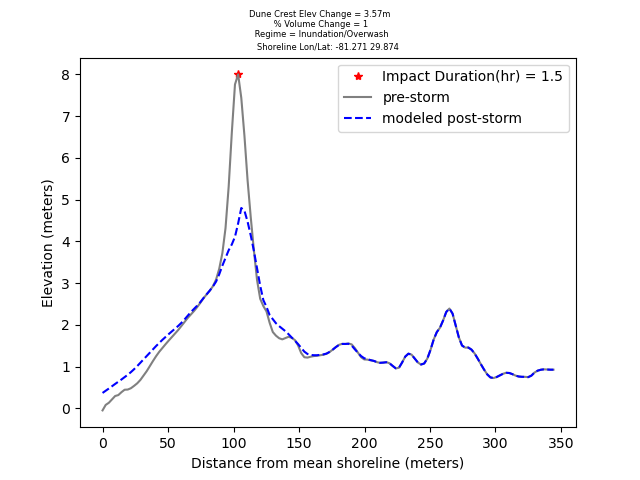 Dune Crest Elev Change = 3.57m
% Volume Change = 1
Regime = Inundation/Overwash
Shoreline Lon/Lat: -81.271 29.874
Impact Duration(hr) = 1.5
pre-storm
modeled post-storm
Elevation (meters)
8
7
6
5
4
3
2
1
0
0 50 100 150 200 250 300 350
Distance from mean shoreline (meters)